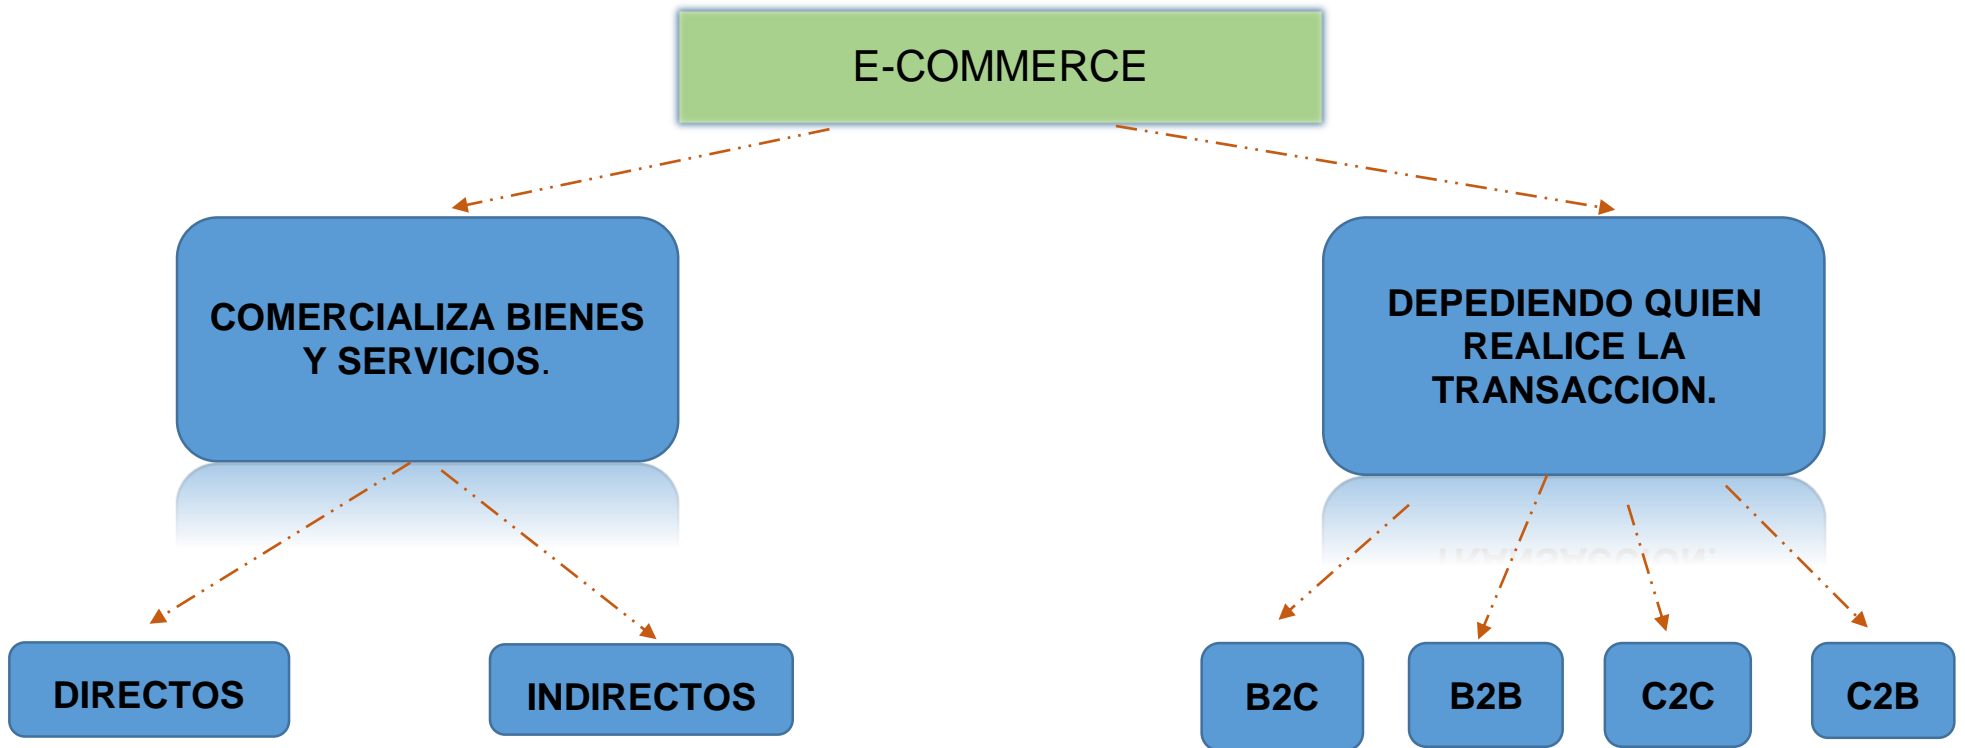 E-COMMERCE
COMERCIALIZA BIENES
Y SERVICIOS.
DEPEDIENDO QUIEN
REALICE LA
TRANSACCION.
DIRECTOS
INDIRECTOS
B2C
B2B
C2C
C2B